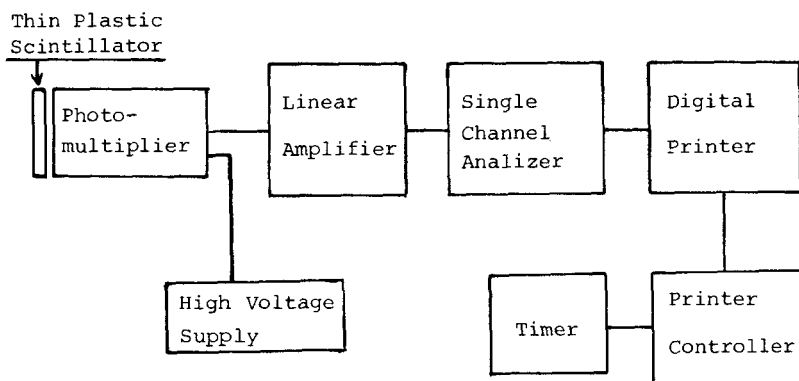 Thin Plastic
Scintillator
Photo-
multiplier
Linear
Amplifier
Single
Channel
Analizer
Digital
Printer
High Voltage
Supply
Timer
Printer
Controller